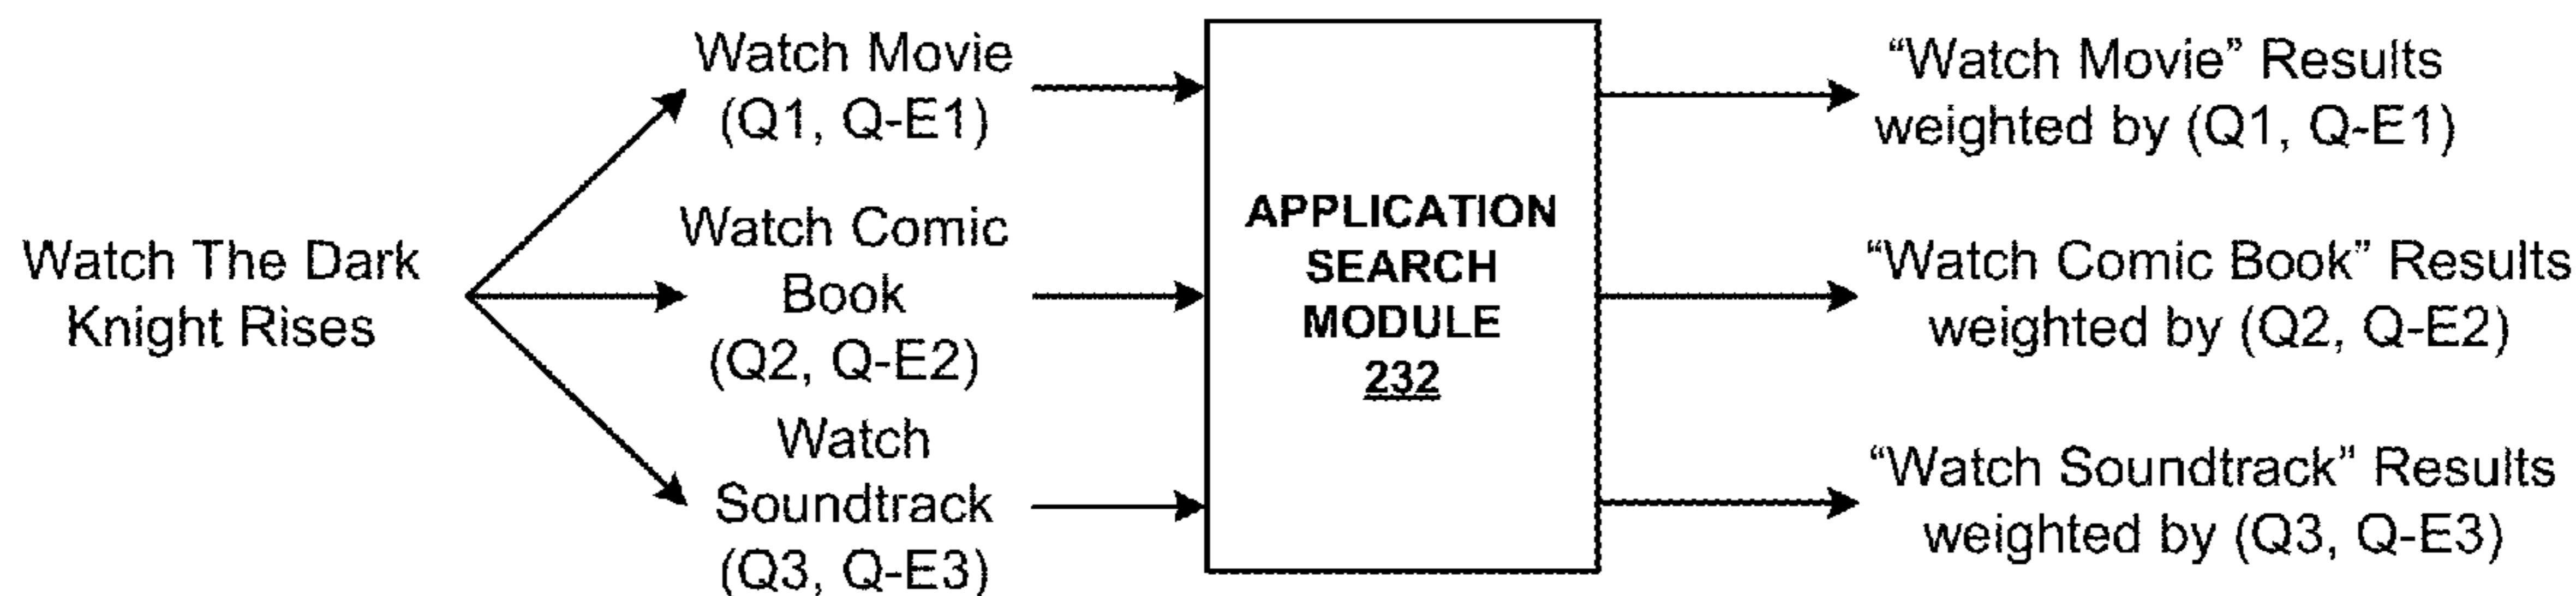 Watch The Dark
Knight Rises
Watch Movie
(Q1, Q-E1)
Watch Comic
Book
(Q2, Q-E2)
Watch
Soundtrack
(Q3, Q-E3)
APPLICATION
SEARCH
MODULE
232
“Watch Movie” Results
weighted by (Q1, Q-E1)
“Watch Comic Book” Results
weighted by (Q2, Q-E2)
“Watch Soundtrack” Results
weighted by (Q3, Q-E3)